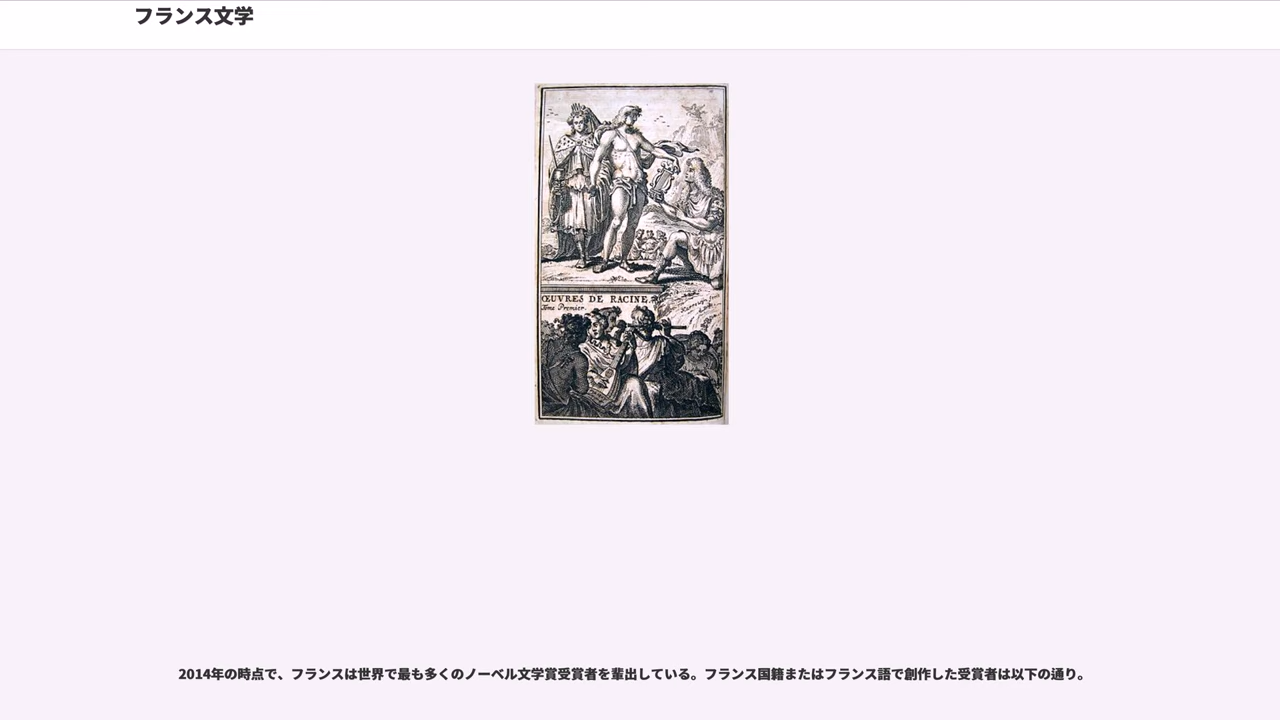 フランス文学
ŒUVRES DE RACINE.
Tome Premier.
2014年の時点で、フランスは世界で最も多くのノーベル文学賞受賞者を輩出している。フランス国籍またはフランス語で創作した受賞者は以下の通り。